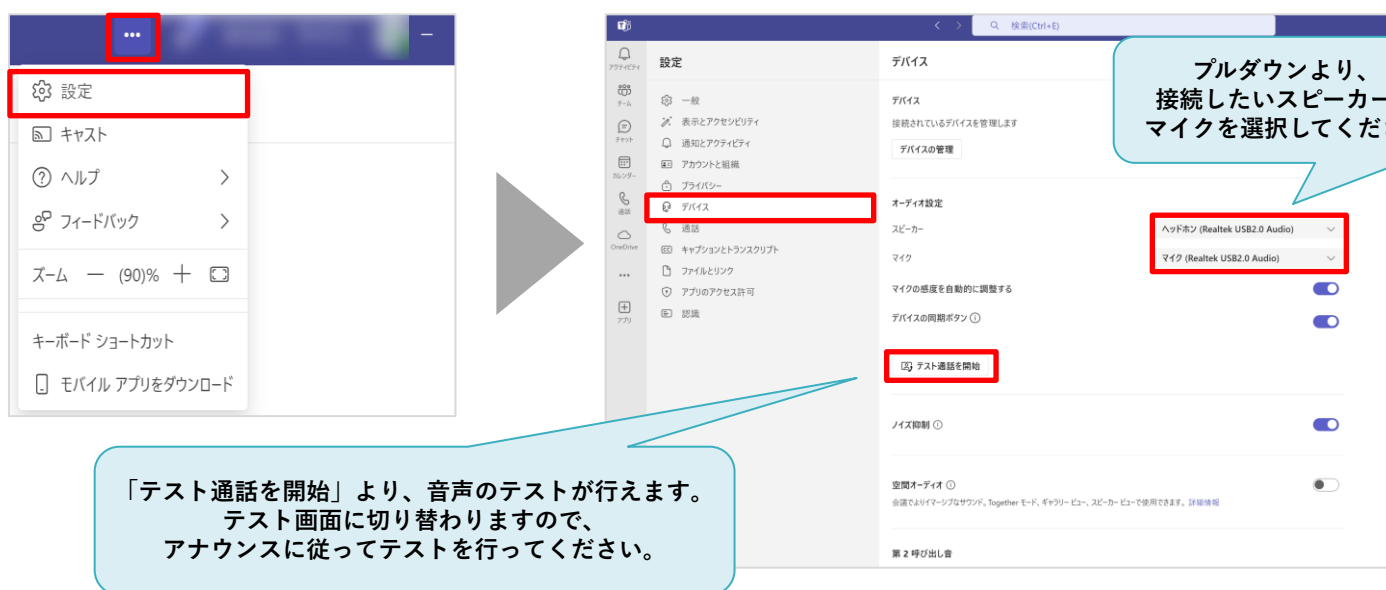 設定
キャスト
ヘルプ
フィードバック
ズーム
(90)%
キーボード ショートカット
モバイル アプリをダウンロード
検索(Ctrl+E)
アクティビティ
チーム
チャット
カレンダー
通話
OneDrive
アプリ
設定
一般
表示とアクセシビリティ
通知とアクティビティ
アカウントと組織
プライバシー
デバイス
通話
キャプションとトランスクリプト
ファイルとリンク
アプリのアクセス許可
認識
デバイス
デバイス
接続されているデバイスを管理します
デバイスの管理
オーディオ設定
スピーカー
ヘッドホン (Realtek USB2.0 Audio)
マイク
マイク (Realtek USB2.0 Audio)
マイクの感度を自動的に調整する
デバイスの同期ボタン
テスト通話を開始
ノイズ抑制
空間オーディオ
会議でよりイマーシブなサウンド。Together モード、ギャラリー ビュー、スピーカー ビューで使用できます。詳細情報
第 2 呼び出し音
プルダウンより、
接続したいスピーカー
マイクを選択してくだ
「テスト通話を開始」より、音声のテストが行えます。
テスト画面に切り替わりますので、
アナウンスに従ってテストを行ってください。